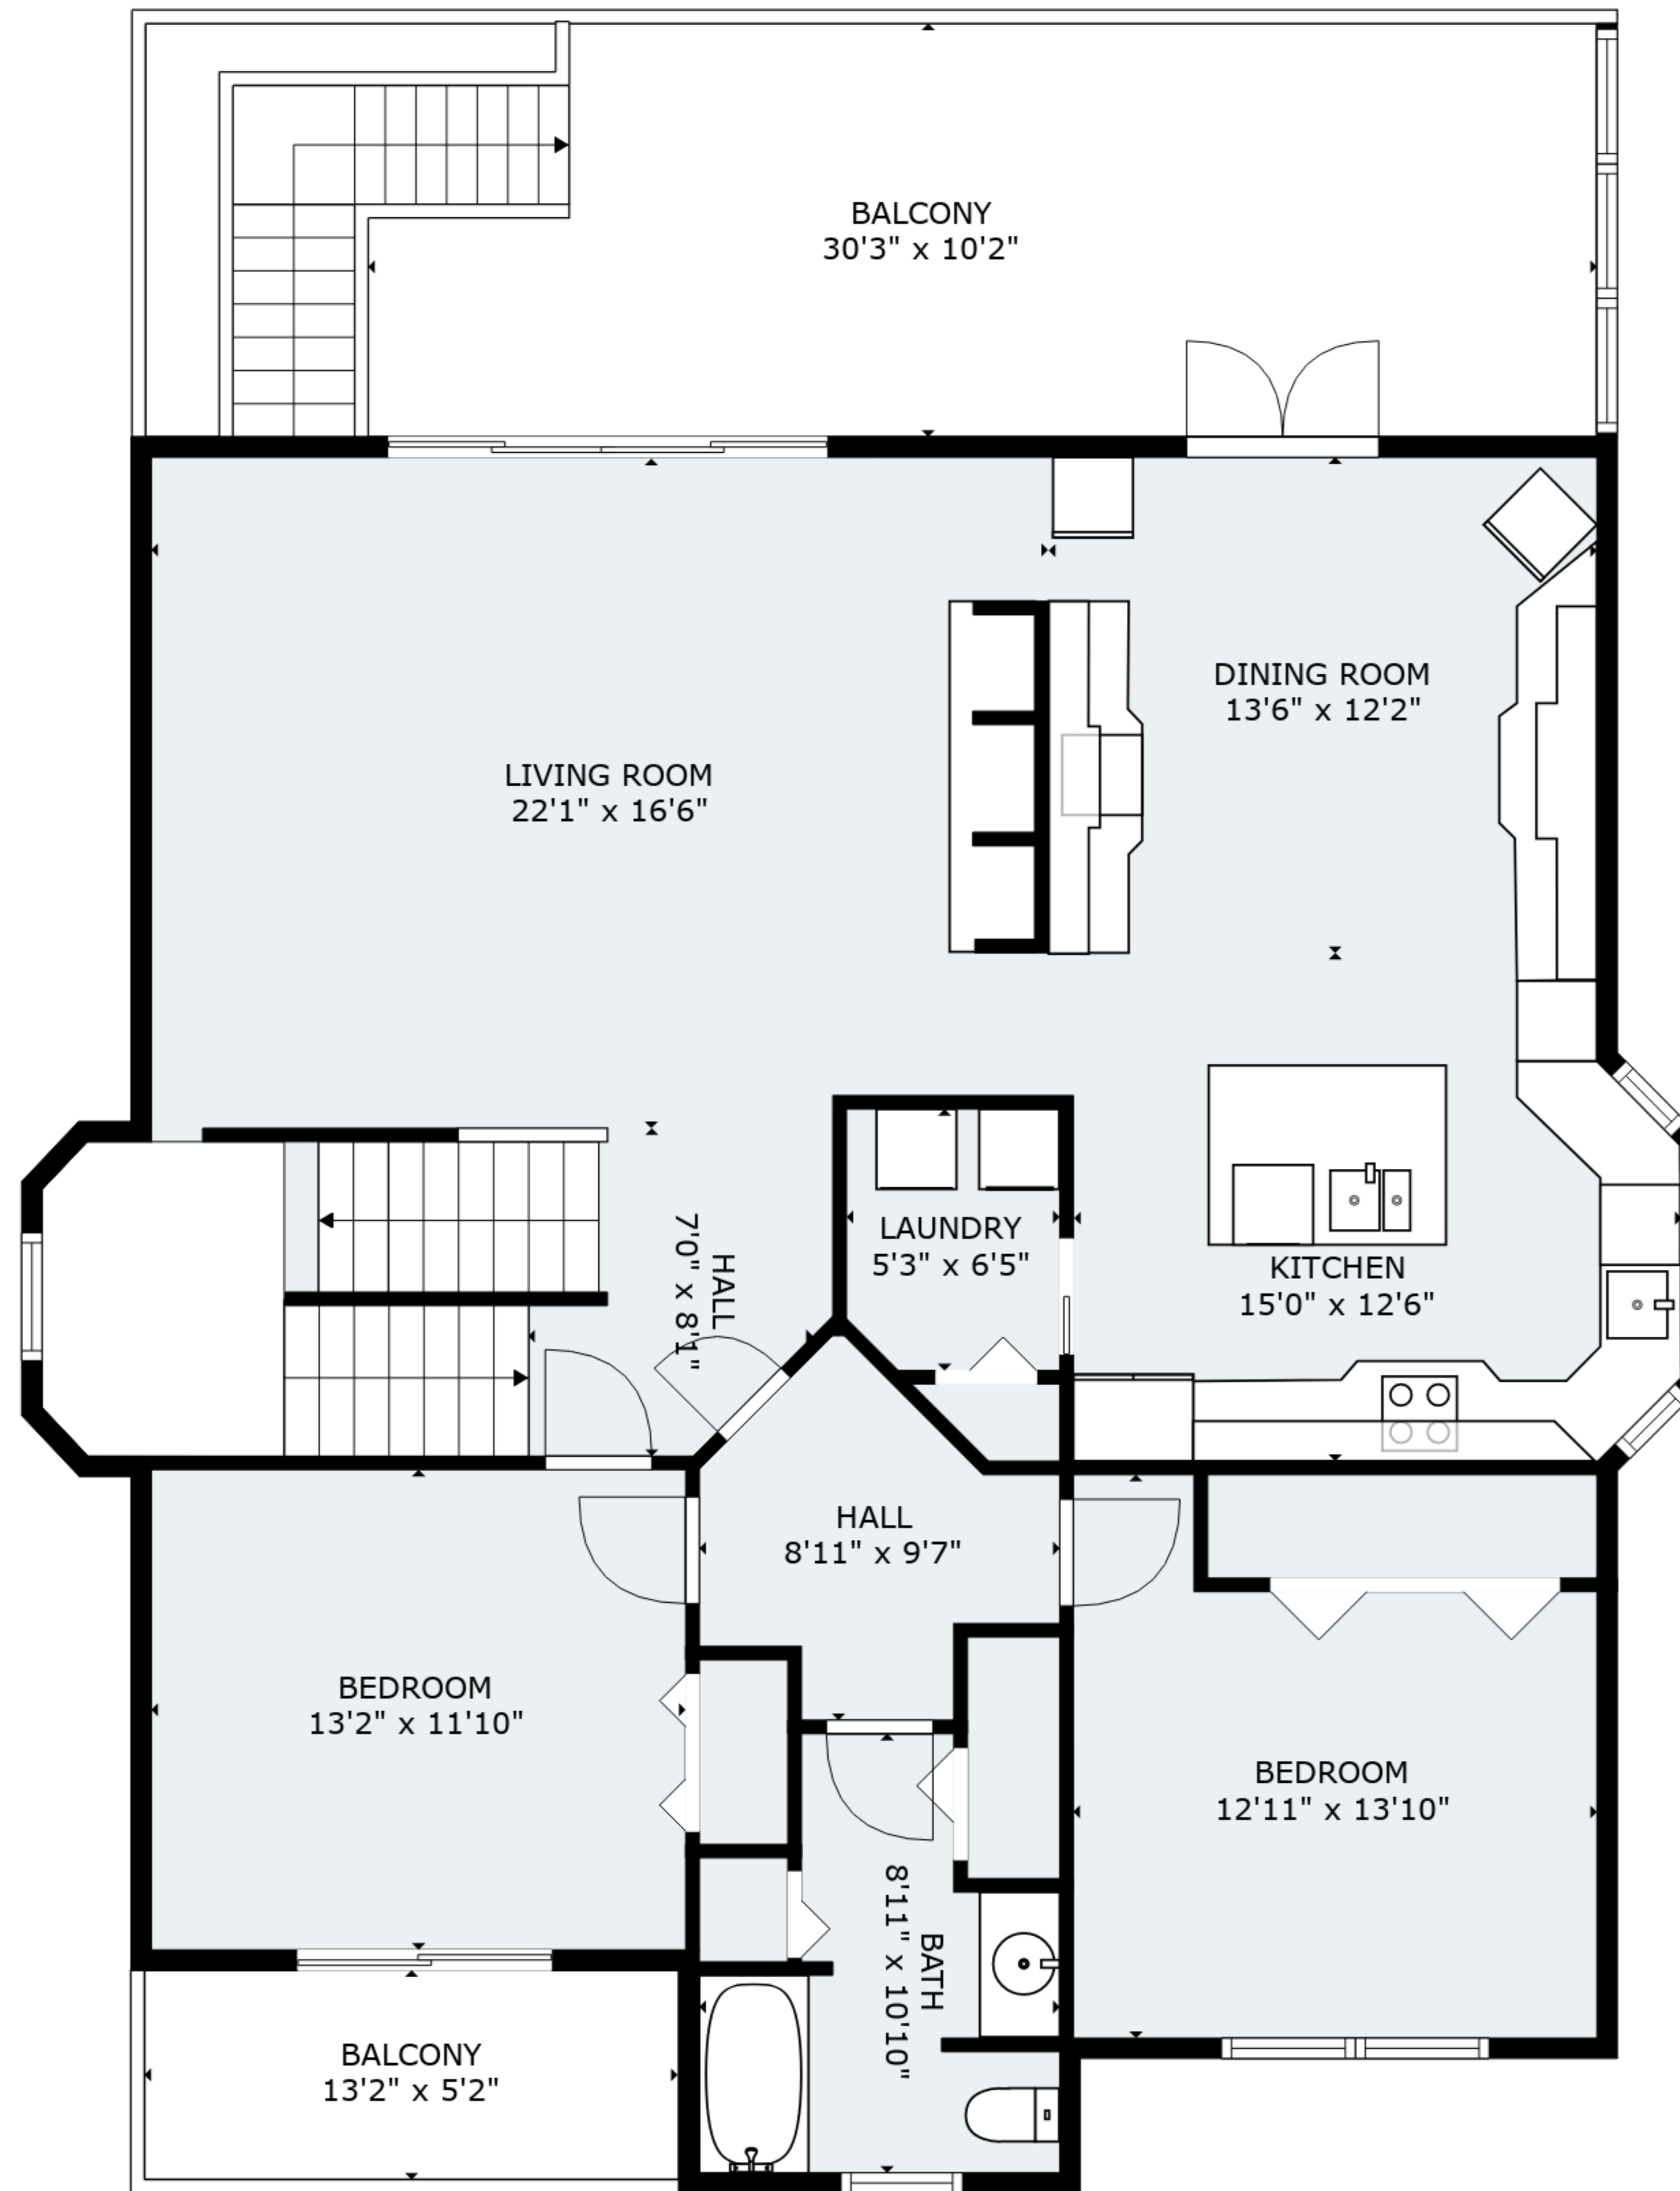 BALCONY
30'3" x 10'2"
DINING ROOM
13'6" x 12'2"
LIVING ROOM
22'1" x 16'6"
LAUNDRY
5'3" x 6'5"
HALL
7'0" x 8'1"
KITCHEN
15'0" x 12'6"
HALL
8'11" x 9'7"
BEDROOM
13'2" x 11'10"
BEDROOM
12'11" x 13'10"
BATH
8'11" x 10'10"
BALCONY
13'2" x 5'2"